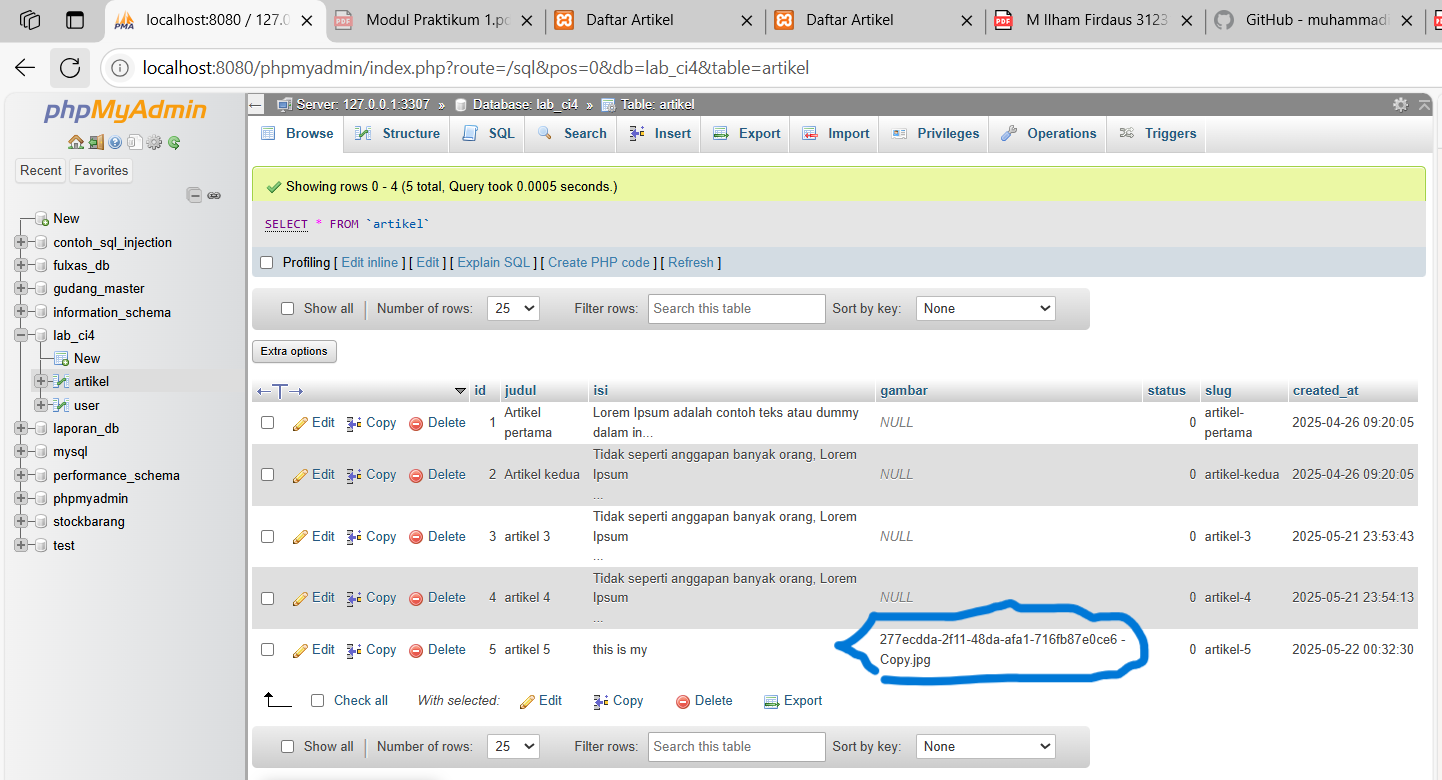 localhost:8080 / 127.0
Modul Praktikum 1.pd
Daftar Artikel
Daftar Artikel
M Ilham Firdaus 3123
GitHub - muhammadi
localhost:8080/phpmyadmin/index.php?route=/sql&pos=0&db=lab_ci4&table=artikel
phpMyAdmin
Recent Favorites
New
contoh_sql_injection
fulxas_db
gudang_master
information_schema
lab_ci4
New
artikel
user
laporan_db
mysql
performance_schema
phpmyadmin
stockbarang
test
Server: 127.0.0.1:3307 » Database: lab_ci4 » Table: artikel
Browse Structure SQL Search Insert Export Import Privileges Operations Triggers
Showing rows 0 - 4 (5 total, Query took 0.0005 seconds.)
SELECT * FROM `artikel`
Profiling [ Edit inline ] [ Edit ] [ Explain SQL ] [ Create PHP code ] [ Refresh ]
Show all Number of rows: 25 Filter rows: Search this table Sort by key: None
Extra options
←T→ id judul isi gambar status slug created_at
Edit Copy Delete 1 Artikel pertama Lorem Ipsum adalah contoh teks atau dummy dalam in... NULL 0 artikel-pertama 2025-04-26 09:20:05
Edit Copy Delete 2 Artikel kedua Tidak seperti anggapan banyak orang, Lorem Ipsum ... NULL 0 artikel-kedua 2025-04-26 09:20:05
Edit Copy Delete 3 artikel 3 Tidak seperti anggapan banyak orang, Lorem Ipsum ... NULL 0 artikel-3 2025-05-21 23:53:43
Edit Copy Delete 4 artikel 4 Tidak seperti anggapan banyak orang, Lorem Ipsum ... NULL 0 artikel-4 2025-05-21 23:54:13
Edit Copy Delete 5 artikel 5 this is my 277ecdda-2f11-48da-afa1-716fb87e0ce6 - Copy.jpg 0 artikel-5 2025-05-22 00:32:30
Check all With selected: Edit Copy Delete Export
Show all Number of rows: 25 Filter rows: Search this table Sort by key: None